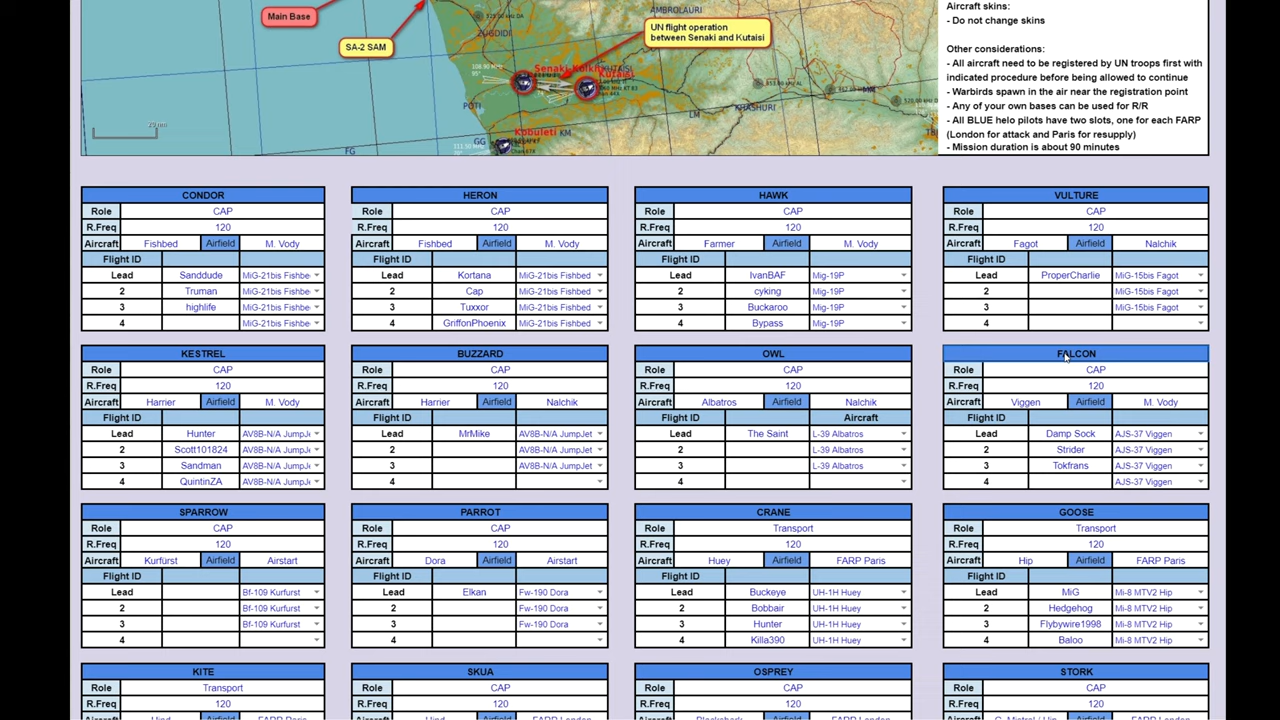 Aircraft skins:
- Do not change skins
Other considerations:
- All aircraft need to be registered by UN troops first with
indicated procedure before being allowed to continue
- Warbirds spawn in the air near the registration point
- Any of your own bases can be used for R/R
- All BLUE helo pilots have two slots, one for each FARP
(London for attack and Paris for resupply)
- Mission duration is about 90 minutes
Main Base
SA-2 SAM
UN flight operation
between Senaki and Kutaisi
AMBROLAURI
ZUGDIDI
Kutaisi
POTI
KHASHURI
LM
Kobuleti
KM
GG
FG
CONDOR HERON HAWK VULTURE
Role CAP Role CAP Role CAP Role CAP
R.Freq 120 R.Freq 120 R.Freq 120 R.Freq 120
Aircraft Fishbed Airfield M. Vody Aircraft Fishbed Airfield M. Vody Aircraft Farmer Airfield M. Vody Aircraft Fagot Airfield Nalchik
Flight ID Flight ID Flight ID Flight ID
Lead Sanddude MiG-21bis Fishbe Lead Kortana MiG-21bis Fishbed Lead IvanBAF Mig-19P Lead ProperCharlie MiG-15bis Fagot
2 Truman MiG-21bis Fishbe 2 Cap MiG-21bis Fishbed 2 cyking Mig-19P 2 MiG-15bis Fagot
3 highlife MiG-21bis Fishbe 3 Tuxxor MiG-21bis Fishbed 3 Buckaroo Mig-19P 3 MiG-15bis Fagot
4 MiG-21bis Fishbe 4 GriffonPhoenix MiG-21bis Fishbed 4 Bypass Mig-19P 4
KESTREL BUZZARD OWL FALCON
Role CAP Role CAP Role CAP Role CAP
R.Freq 120 R.Freq 120 R.Freq 120 R.Freq 120
Aircraft Harrier Airfield M. Vody Aircraft Harrier Airfield Nalchik Aircraft Albatros Airfield Nalchik Aircraft Viggen Airfield M. Vody
Flight ID Flight ID Flight ID Aircraft Flight ID
Lead Hunter AV8B-N/A JumpJe Lead MrMike AV8B-N/A JumpJet Lead The Saint L-39 Albatros Lead Damp Sock AJS-37 Viggen
2 Scott101824 AV8B-N/A JumpJe 2 AV8B-N/A JumpJet 2 L-39 Albatros 2 Strider AJS-37 Viggen
3 Sandman AV8B-N/A JumpJe 3 AV8B-N/A JumpJet 3 L-39 Albatros 3 Tokfrans AJS-37 Viggen
4 QuintinZA AV8B-N/A JumpJe 4 4 4 AJS-37 Viggen
SPARROW PARROT CRANE GOOSE
Role CAP Role CAP Role Transport Role Transport
R.Freq 120 R.Freq 120 R.Freq 120 R.Freq 120
Aircraft Kurfürst Airfield Airstart Aircraft Dora Airfield Airstart Aircraft Huey Airfield FARP Paris Aircraft Hip Airfield FARP Paris
Flight ID Flight ID Flight ID Flight ID
Lead Bf-109 Kurfurst Lead Elkan Fw-190 Dora Lead Buckeye UH-1H Huey Lead MiG Mi-8 MTV2 Hip
2 Bf-109 Kurfurst 2 Fw-190 Dora 2 Bobbair UH-1H Huey 2 Hedgehog Mi-8 MTV2 Hip
3 Bf-109 Kurfurst 3 Fw-190 Dora 3 Hunter UH-1H Huey 3 Flybywire1998 Mi-8 MTV2 Hip
4 4 4 Killa390 UH-1H Huey 4 Baloo Mi-8 MTV2 Hip
KITE SKUA OSPREY STORK
Role Transport Role CAP Role CAP Role CAP
R.Freq 120 R.Freq 120 R.Freq 120 R.Freq 120